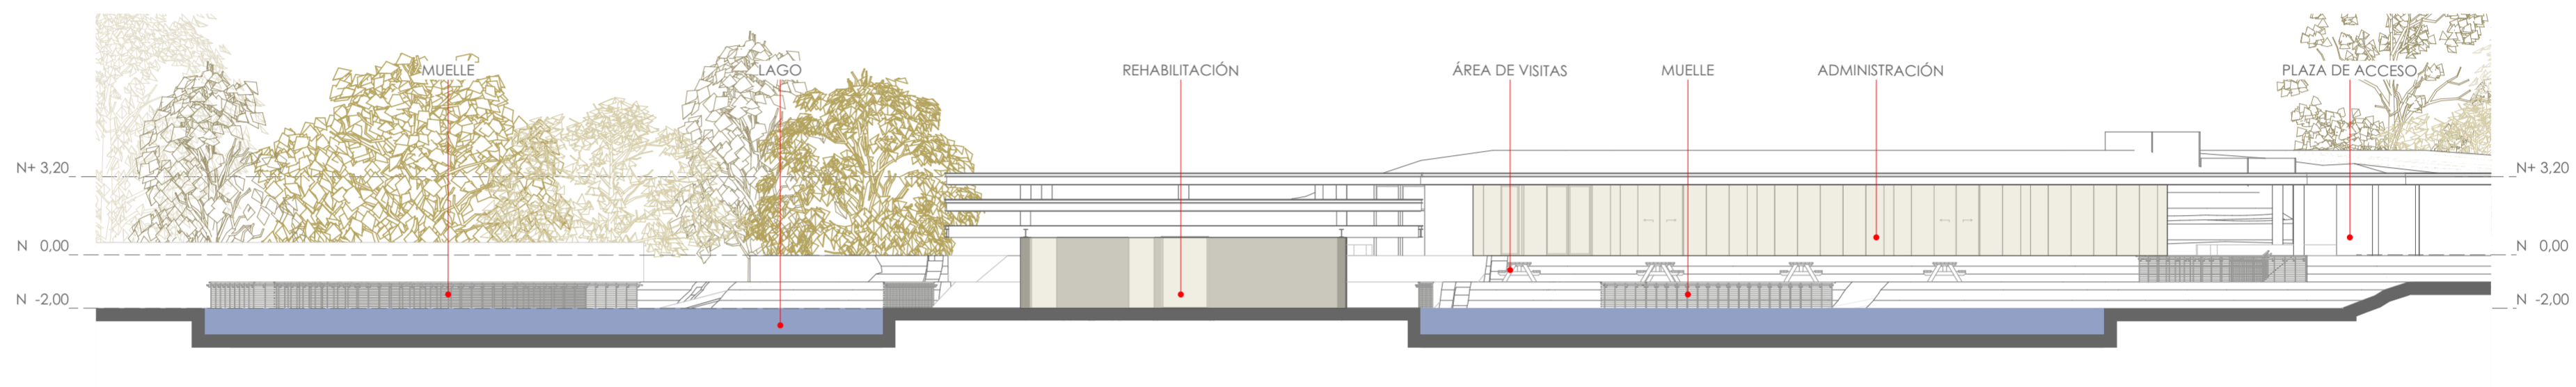 MUELLE
LAGO
REHABILITACIÓN
ÁREA DE VISITAS
MUELLE
ADMINISTRACIÓN
PLAZA DE ACCESO
N+ 3,20
N+ 3,20
N 0,00
N 0,00
N -2,00
N -2,00